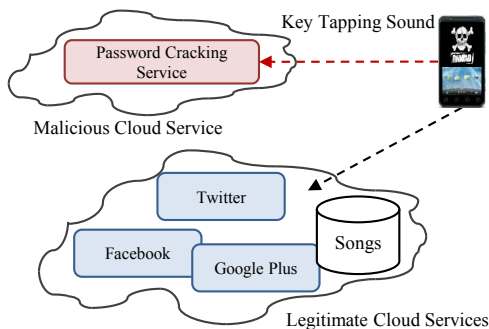 Key Tapping Sound
Password Cracking
Service
Malicious Cloud Service
Twitter
Facebook
Google Plus
Songs
Legitimate Cloud Services